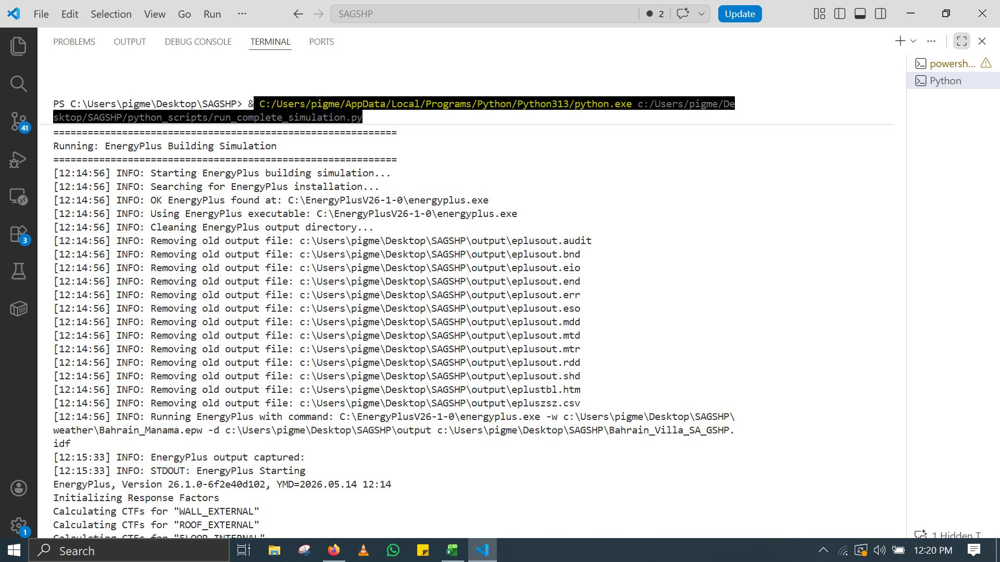 File Edit Selection View Go Run ··· SAGSHP 2 Update
PROBLEMS OUTPUT DEBUG CONSOLE TERMINAL PORTS
powersh...
Python
PS C:\Users\pigme\Desktop\SAGSHP> & C:/Users/pigme/AppData/Local/Programs/Python/Python313/python.exe c:/Users/pigme/De
sktop/SAGSHP/python_scripts/run_complete_simulation.py
============================================================
Running: EnergyPlus Building Simulation
============================================================
[12:14:56] INFO: Starting EnergyPlus building simulation...
[12:14:56] INFO: Searching for EnergyPlus installation...
[12:14:56] INFO: OK EnergyPlus found at: C:\EnergyPlusV26-1-0\energyplus.exe
[12:14:56] INFO: Using EnergyPlus executable: C:\EnergyPlusV26-1-0\energyplus.exe
[12:14:56] INFO: Cleaning EnergyPlus output directory...
[12:14:56] INFO: Removing old output file: c:\Users\pigme\Desktop\SAGSHP\output\eplusout.audit
[12:14:56] INFO: Removing old output file: c:\Users\pigme\Desktop\SAGSHP\output\eplusout.bnd
[12:14:56] INFO: Removing old output file: c:\Users\pigme\Desktop\SAGSHP\output\eplusout.eio
[12:14:56] INFO: Removing old output file: c:\Users\pigme\Desktop\SAGSHP\output\eplusout.end
[12:14:56] INFO: Removing old output file: c:\Users\pigme\Desktop\SAGSHP\output\eplusout.err
[12:14:56] INFO: Removing old output file: c:\Users\pigme\Desktop\SAGSHP\output\eplusout.eso
[12:14:56] INFO: Removing old output file: c:\Users\pigme\Desktop\SAGSHP\output\eplusout.mdd
[12:14:56] INFO: Removing old output file: c:\Users\pigme\Desktop\SAGSHP\output\eplusout.mtd
[12:14:56] INFO: Removing old output file: c:\Users\pigme\Desktop\SAGSHP\output\eplusout.mtr
[12:14:56] INFO: Removing old output file: c:\Users\pigme\Desktop\SAGSHP\output\eplusout.rdd
[12:14:56] INFO: Removing old output file: c:\Users\pigme\Desktop\SAGSHP\output\eplusout.shd
[12:14:56] INFO: Removing old output file: c:\Users\pigme\Desktop\SAGSHP\output\eplustbl.htm
[12:14:56] INFO: Removing old output file: c:\Users\pigme\Desktop\SAGSHP\output\epluszsz.csv
[12:14:56] INFO: Running EnergyPlus with command: C:\EnergyPlusV26-1-0\energyplus.exe -w c:\Users\pigme\Desktop\SAGSHP\
weather\Bahrain_Manama.epw -d c:\Users\pigme\Desktop\SAGSHP\output c:\Users\pigme\Desktop\SAGSHP\Bahrain_Villa_SA_GSHP.
idf
[12:15:33] INFO: EnergyPlus output captured:
[12:15:33] INFO: STDOUT: EnergyPlus Starting
EnergyPlus, Version 26.1.0-6f2e40d102, YMD=2026.05.14 12:14
Initializing Response Factors
Calculating CTFs for "WALL_EXTERNAL"
Calculating CTFs for "ROOF_EXTERNAL"
Calculating CTFs for "FLOOR_INTERNAL"
1 Hidden T
41
3
1
Search
12:20 PM